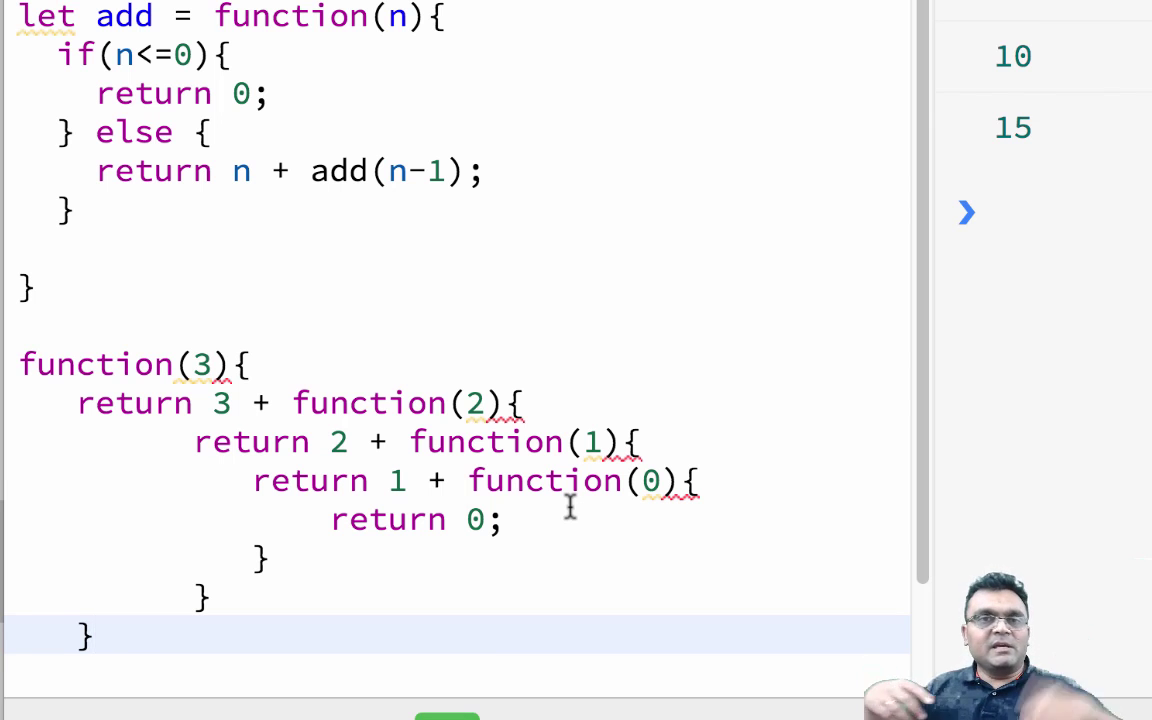 let add = function(n){
if(n<=0){
return 0;
} else {
return n + add(n-1);
}
}
function(3){
return 3 + function(2){
return 2 + function(1){
return 1 + function(0){
return 0;
}
}
}
10
15
❯